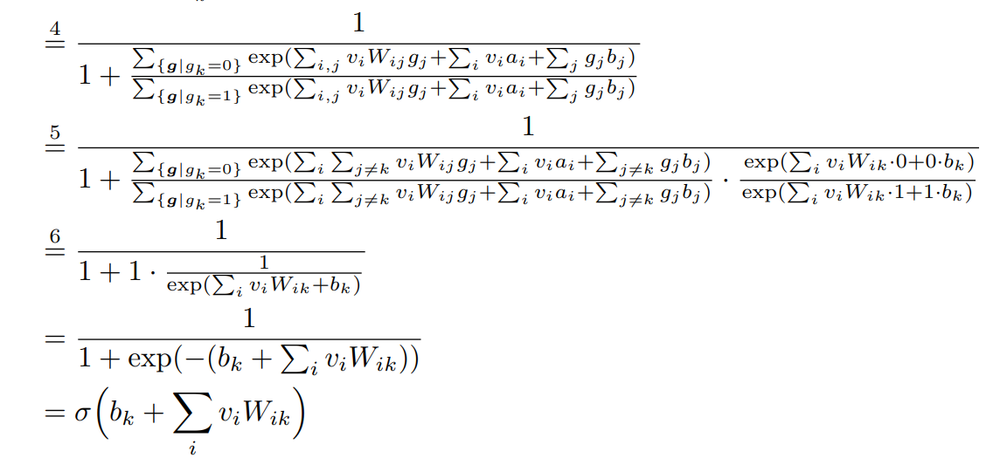 $\overset{4}{=} \dfrac{1}{1 + \frac{\sum_{\{\boldsymbol{g}|g_k=0\}} \exp(\sum_{i,j} v_i W_{ij} g_j + \sum_i v_i a_i + \sum_j g_j b_j)}{\sum_{\{\boldsymbol{g}|g_k=1\}} \exp(\sum_{i,j} v_i W_{ij} g_j + \sum_i v_i a_i + \sum_j g_j b_j)}}$
$\overset{5}{=} \dfrac{1}{1 + \frac{\sum_{\{\boldsymbol{g}|g_k=0\}} \exp(\sum_i \sum_{j \neq k} v_i W_{ij} g_j + \sum_i v_i a_i + \sum_{j \neq k} g_j b_j)}{\sum_{\{\boldsymbol{g}|g_k=1\}} \exp(\sum_i \sum_{j \neq k} v_i W_{ij} g_j + \sum_i v_i a_i + \sum_{j \neq k} g_j b_j)} \cdot \frac{\exp(\sum_i v_i W_{ik} \cdot 0 + 0 \cdot b_k)}{\exp(\sum_i v_i W_{ik} \cdot 1 + 1 \cdot b_k)}}$
$\overset{6}{=} \dfrac{1}{1 + 1 \cdot \frac{1}{\exp(\sum_i v_i W_{ik} + b_k)}}$
$= \dfrac{1}{1 + \exp(-(b_k + \sum_i v_i W_{ik}))}$
$= \sigma\Big(b_k + \sum_i v_i W_{ik}\Big)$